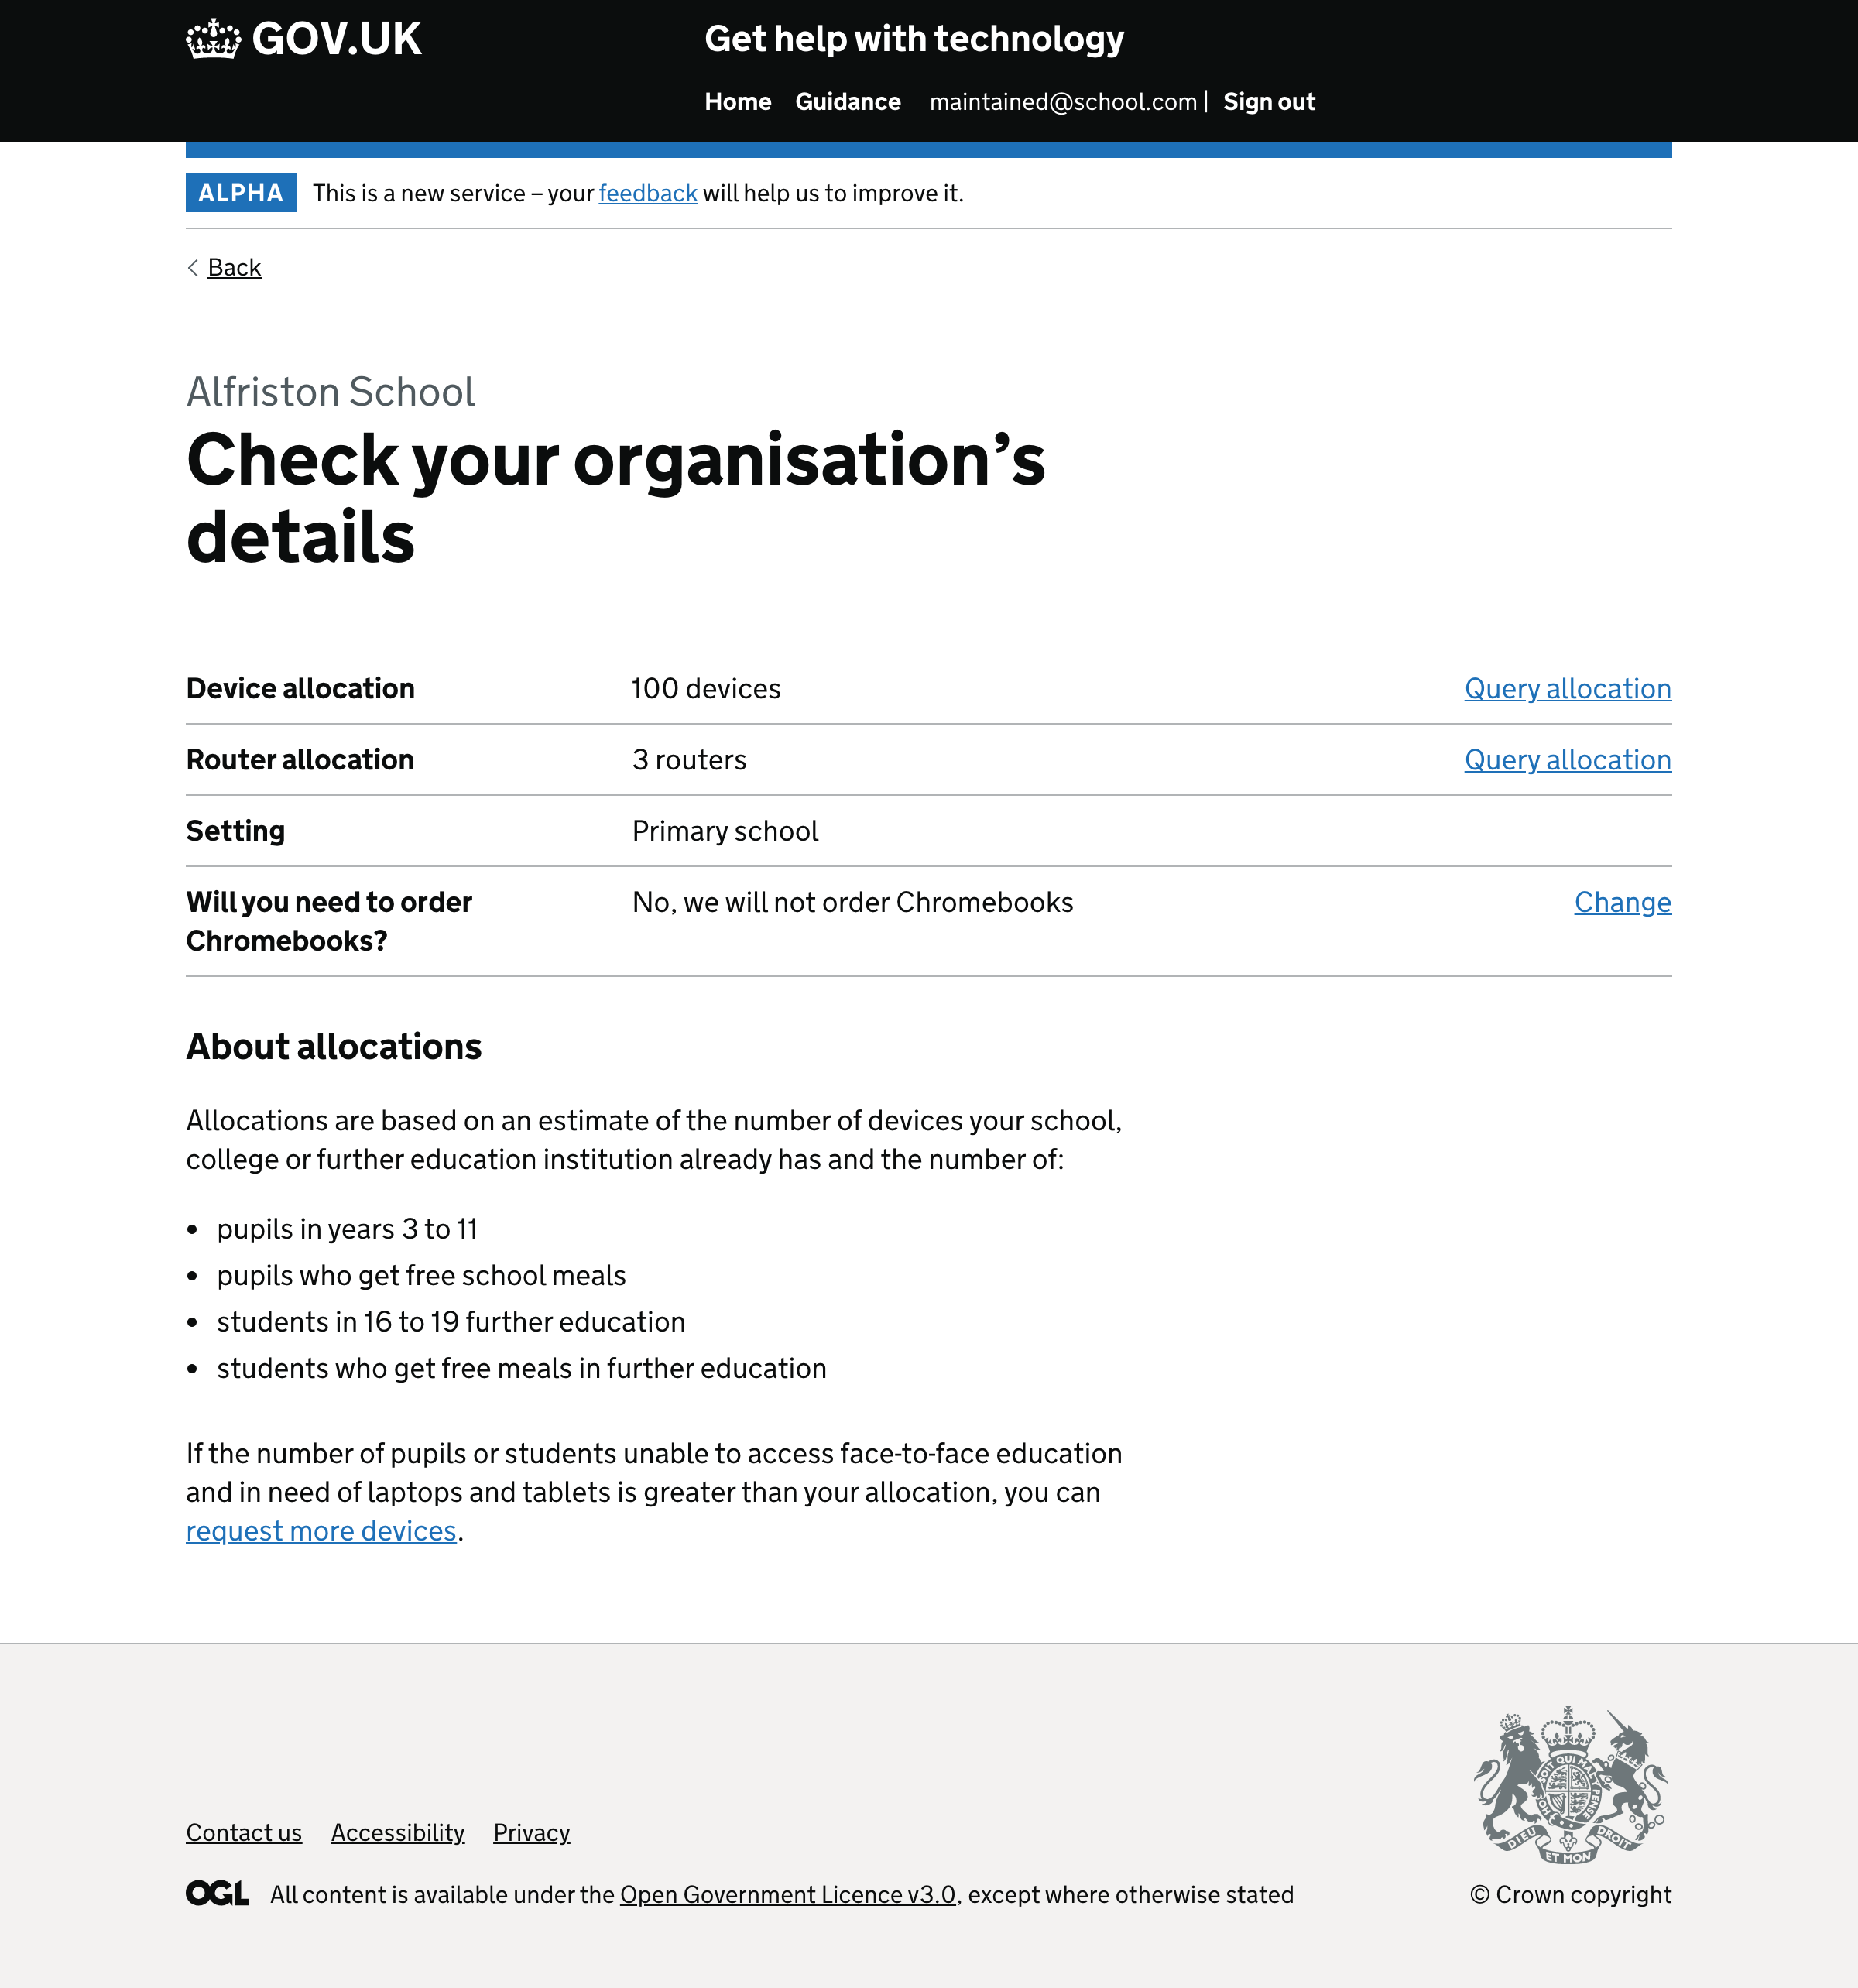 GOV.UK
Get help with technology
Home Guidance maintained@school.com | Sign out
ALPHA This is a new service – your feedback will help us to improve it.
Back
Alfriston School
Check your organisation’s
details
Device allocation 100 devices Query allocation
Router allocation 3 routers Query allocation
Setting Primary school
Will you need to order No, we will not order Chromebooks Change
Chromebooks?
About allocations
Allocations are based on an estimate of the number of devices your school,
college or further education institution already has and the number of:
• pupils in years 3 to 11
• pupils who get free school meals
• students in 16 to 19 further education
• students who get free meals in further education
If the number of pupils or students unable to access face-to-face education
and in need of laptops and tablets is greater than your allocation, you can
request more devices.
SOIT QUI MAL Y PENSE HON
DIEU ET MON DROIT
Contact us Accessibility Privacy
OGL All content is available under the Open Government Licence v3.0, except where otherwise stated
© Crown copyright